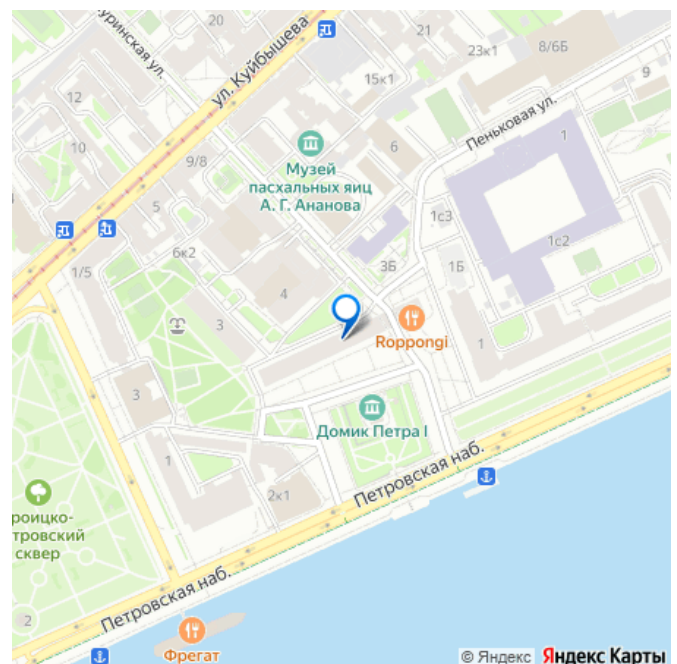 УРИНСКАЯ УЛ.
20
21
23к1
8/6Б
ул. Куйбышева
15к1
9
12
Пеньковая ул.
1
10
9/8
6
Музей
пасхальных яиц
А. Г. Ананова
5
1с3
6к2
1с2
3Б
1Б
1/5
4
3
Roppongi
1
3
Домик Петра I
1
Петровская наб.
2к1
роицко-
тровский
сквер
Петровская наб.
2
Фрегат
© Яндекс Яндекс Карты